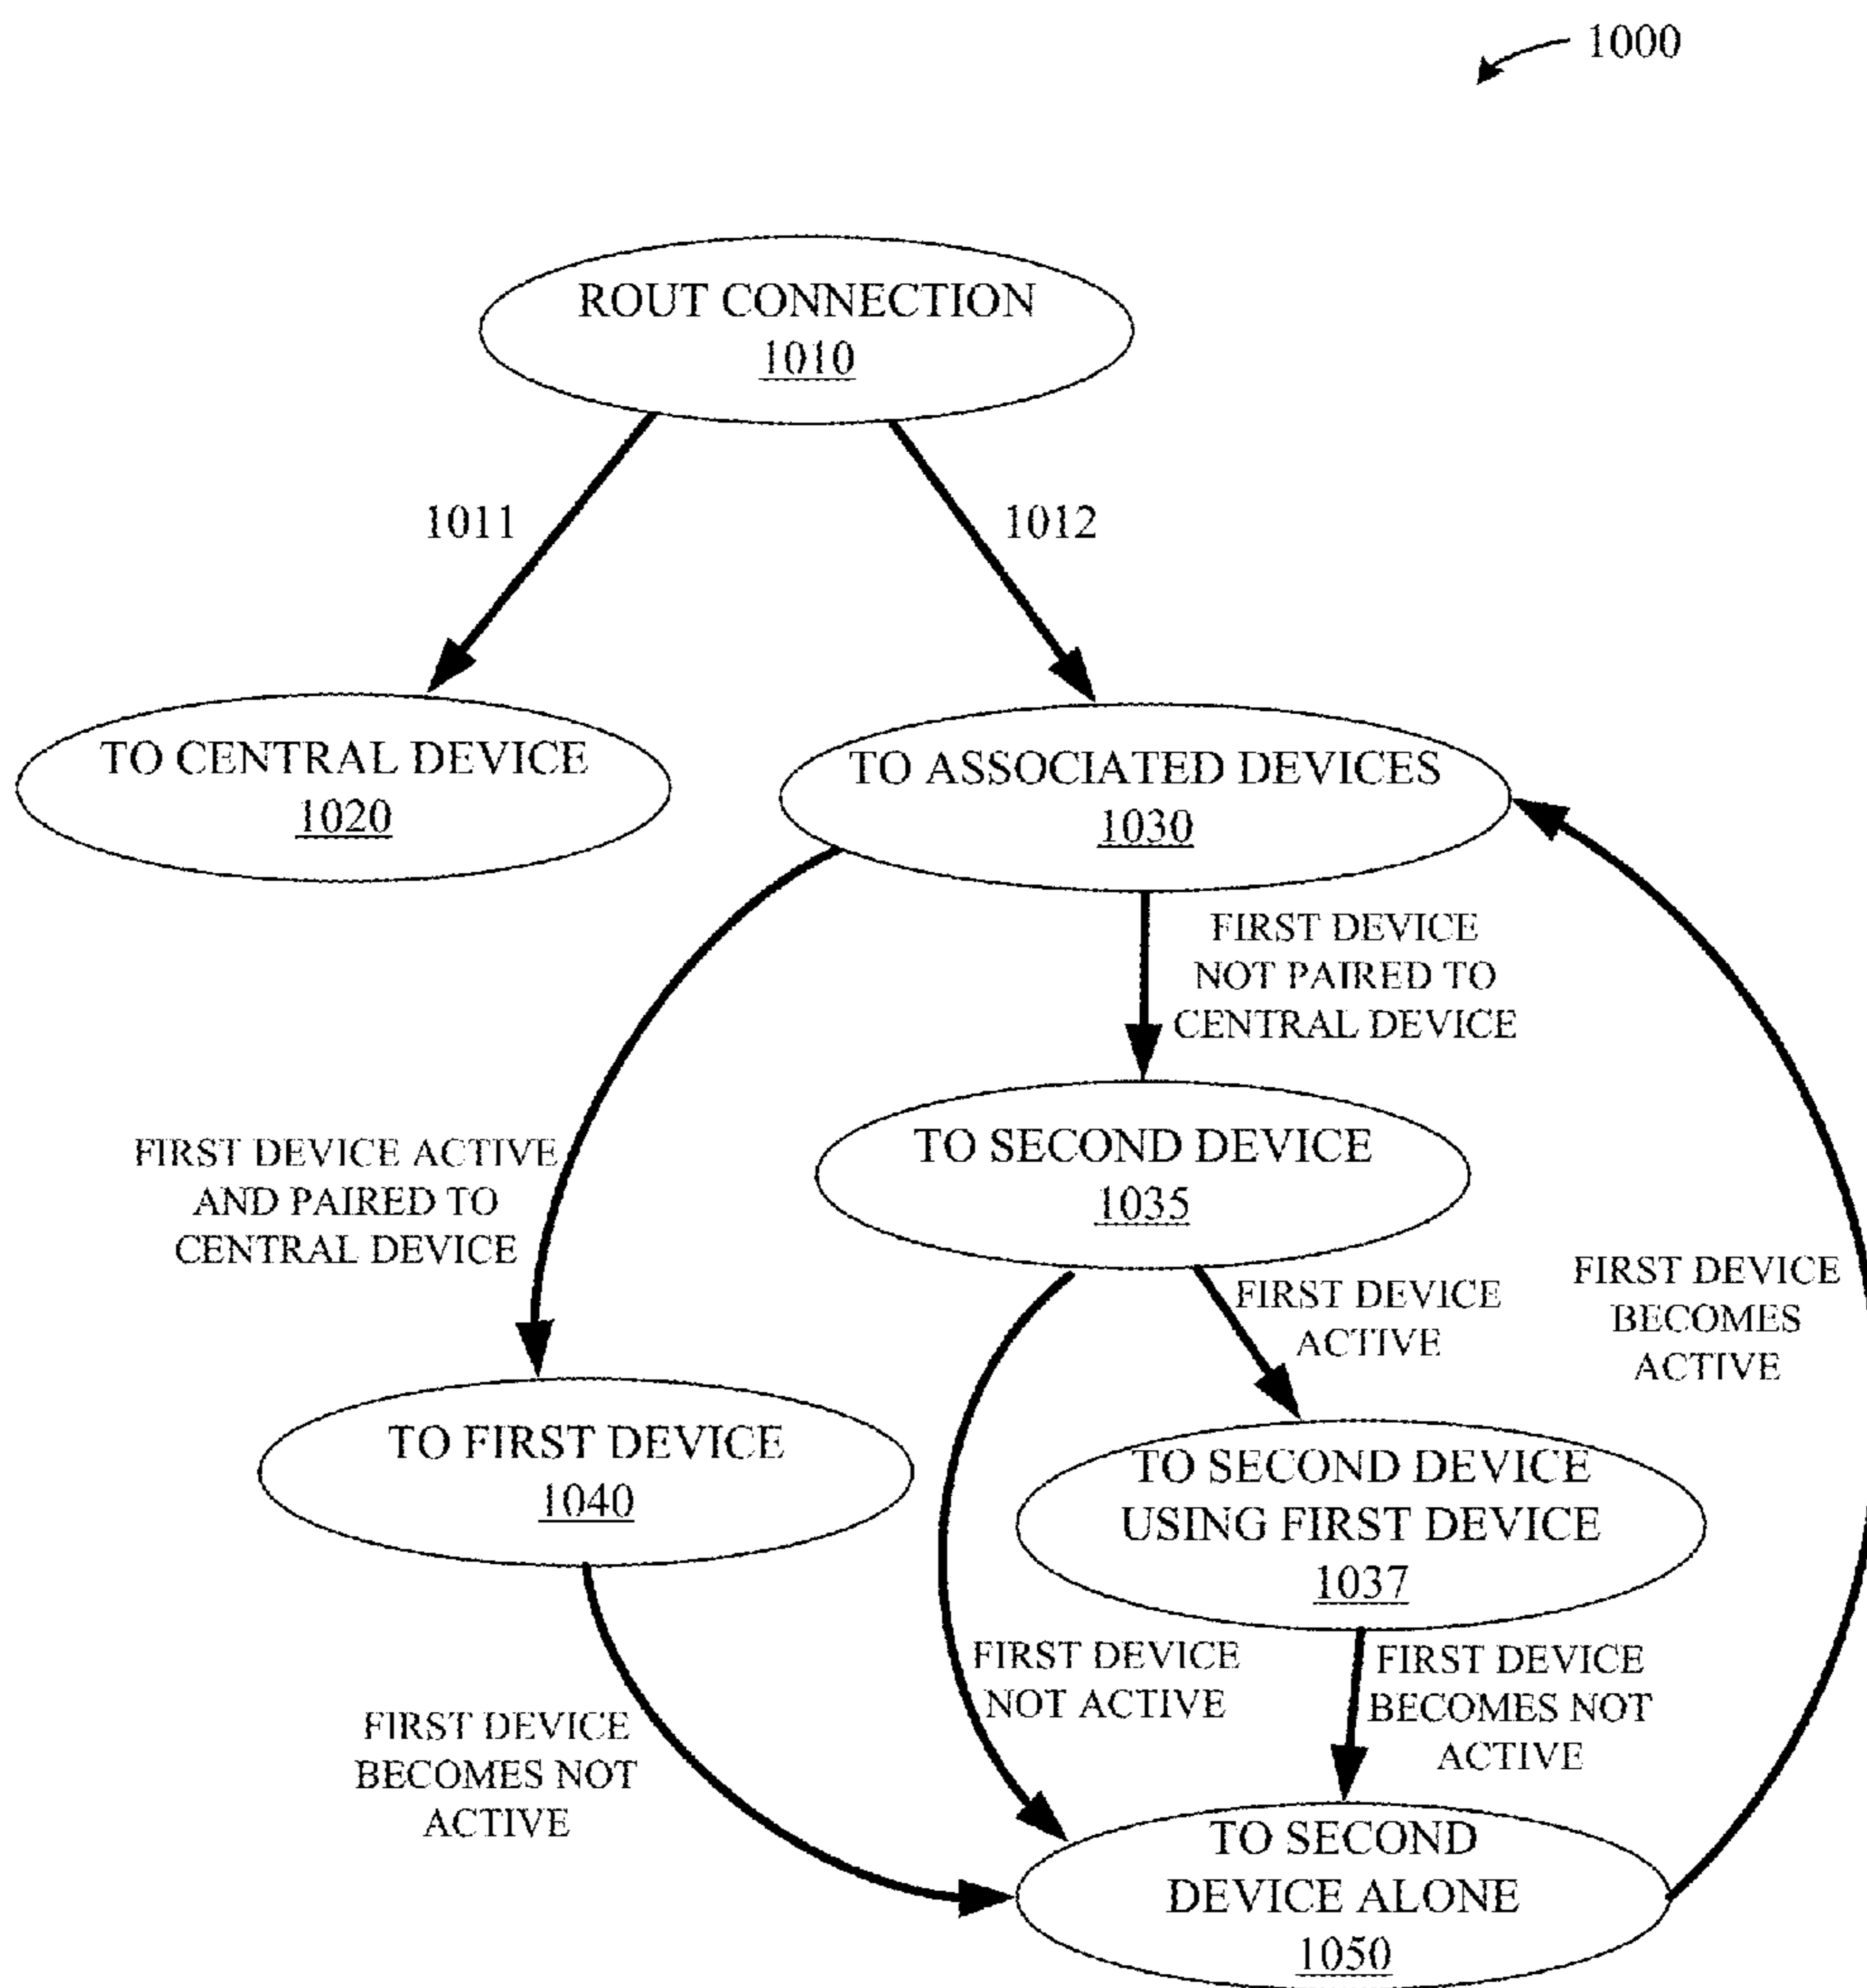 1000
ROUT CONNECTION
1010
1011
1012
TO CENTRAL DEVICE
1020
TO ASSOCIATED DEVICES
1030
FIRST DEVICE
NOT PAIRED TO
CENTRAL DEVICE
FIRST DEVICE ACTIVE
AND PAIRED TO
CENTRAL DEVICE
TO SECOND DEVICE
1035
FIRST DEVICE
ACTIVE
FIRST DEVICE
BECOMES
ACTIVE
TO FIRST DEVICE
1040
TO SECOND DEVICE
USING FIRST DEVICE
1037
FIRST DEVICE
NOT ACTIVE
FIRST DEVICE
BECOMES NOT
ACTIVE
FIRST DEVICE
BECOMES NOT
ACTIVE
TO SECOND
DEVICE ALONE
1050